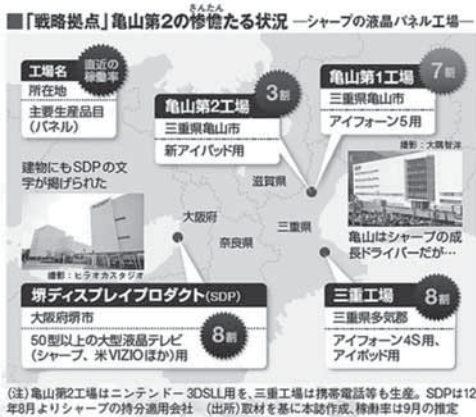 ■「戦略拠点」亀山第2の惨憺たる状況 ―シャープの液晶パネル工場―
さんたん
工場名
直近の
稼働率
所在地
主要生産品目
(パネル)
亀山第2工場
3割
三重県亀山市
新アイパッド用
亀山第1工場
7割
三重県亀山市
アイフォーン5用
撮影：大隅智洋
亀山はシャープの成
長ドライバーだが…
建物にもSDPの文
字が掲げられた
撮影：ヒラオカスタジオ
滋賀県
大阪府
奈良県
三重県
堺ディスプレイプロダクト(SDP)
大阪府堺市
50型以上の大型液晶テレビ
(シャープ、米VIZIOほか)用
8割
三重工場
8割
三重県多気郡
アイフォーン4S用、
アイポッド用
(注)亀山第2工場はニンテンドー3DSLL用を、三重工場は携帯電話等も生産。SDPは12
年8月よりシャープの持分適用会社 (出所)取材を基に本誌作成、稼働率は9月の推定